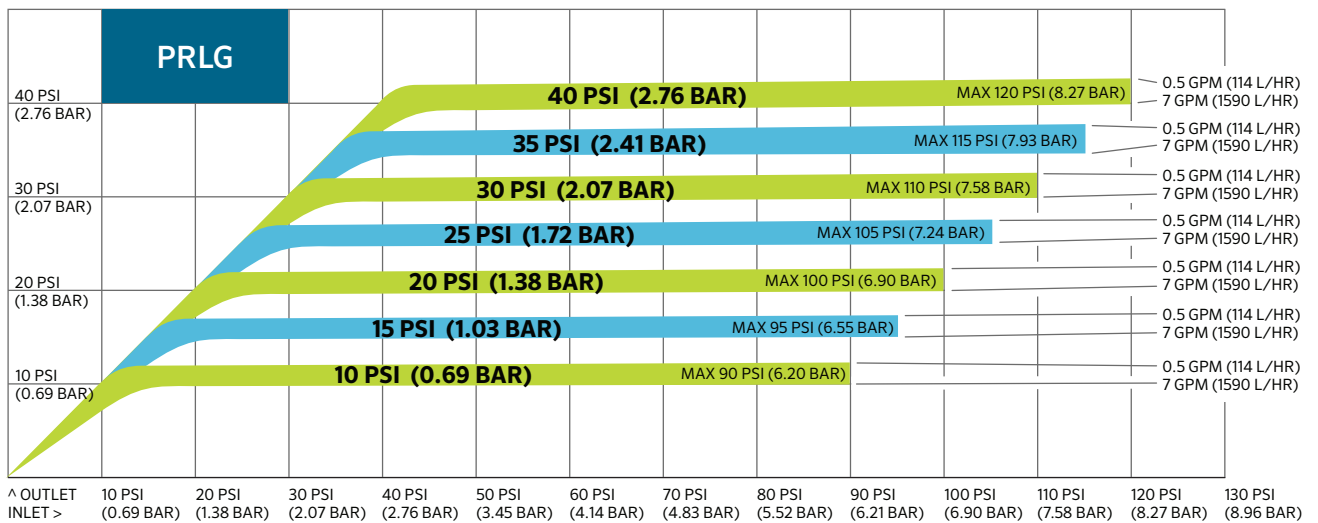 PRLG
40 PSI
(2.76 BAR)
30 PSI
(2.07 BAR)
20 PSI
(1.38 BAR)
10 PSI
(0.69 BAR)
40 PSI (2.76 BAR)
MAX 120 PSI (8.27 BAR)
0.5 GPM (114 L/HR)
7 GPM (1590 L/HR)
35 PSI (2.41 BAR)
MAX 115 PSI (7.93 BAR)
0.5 GPM (114 L/HR)
7 GPM (1590 L/HR)
30 PSI (2.07 BAR)
MAX 110 PSI (7.58 BAR)
0.5 GPM (114 L/HR)
7 GPM (1590 L/HR)
25 PSI (1.72 BAR)
MAX 105 PSI (7.24 BAR)
0.5 GPM (114 L/HR)
7 GPM (1590 L/HR)
20 PSI (1.38 BAR)
MAX 100 PSI (6.90 BAR)
0.5 GPM (114 L/HR)
7 GPM (1590 L/HR)
15 PSI (1.03 BAR)
MAX 95 PSI (6.55 BAR)
0.5 GPM (114 L/HR)
7 GPM (1590 L/HR)
10 PSI (0.69 BAR)
MAX 90 PSI (6.20 BAR)
0.5 GPM (114 L/HR)
7 GPM (1590 L/HR)
^ OUTLET
INLET >
10 PSI
(0.69 BAR)
20 PSI
(1.38 BAR)
30 PSI
(2.07 BAR)
40 PSI
(2.76 BAR)
50 PSI
(3.45 BAR)
60 PSI
(4.14 BAR)
70 PSI
(4.83 BAR)
80 PSI
(5.52 BAR)
90 PSI
(6.21 BAR)
100 PSI
(6.90 BAR)
110 PSI
(7.58 BAR)
120 PSI
(8.27 BAR)
130 PSI
(8.96 BAR)